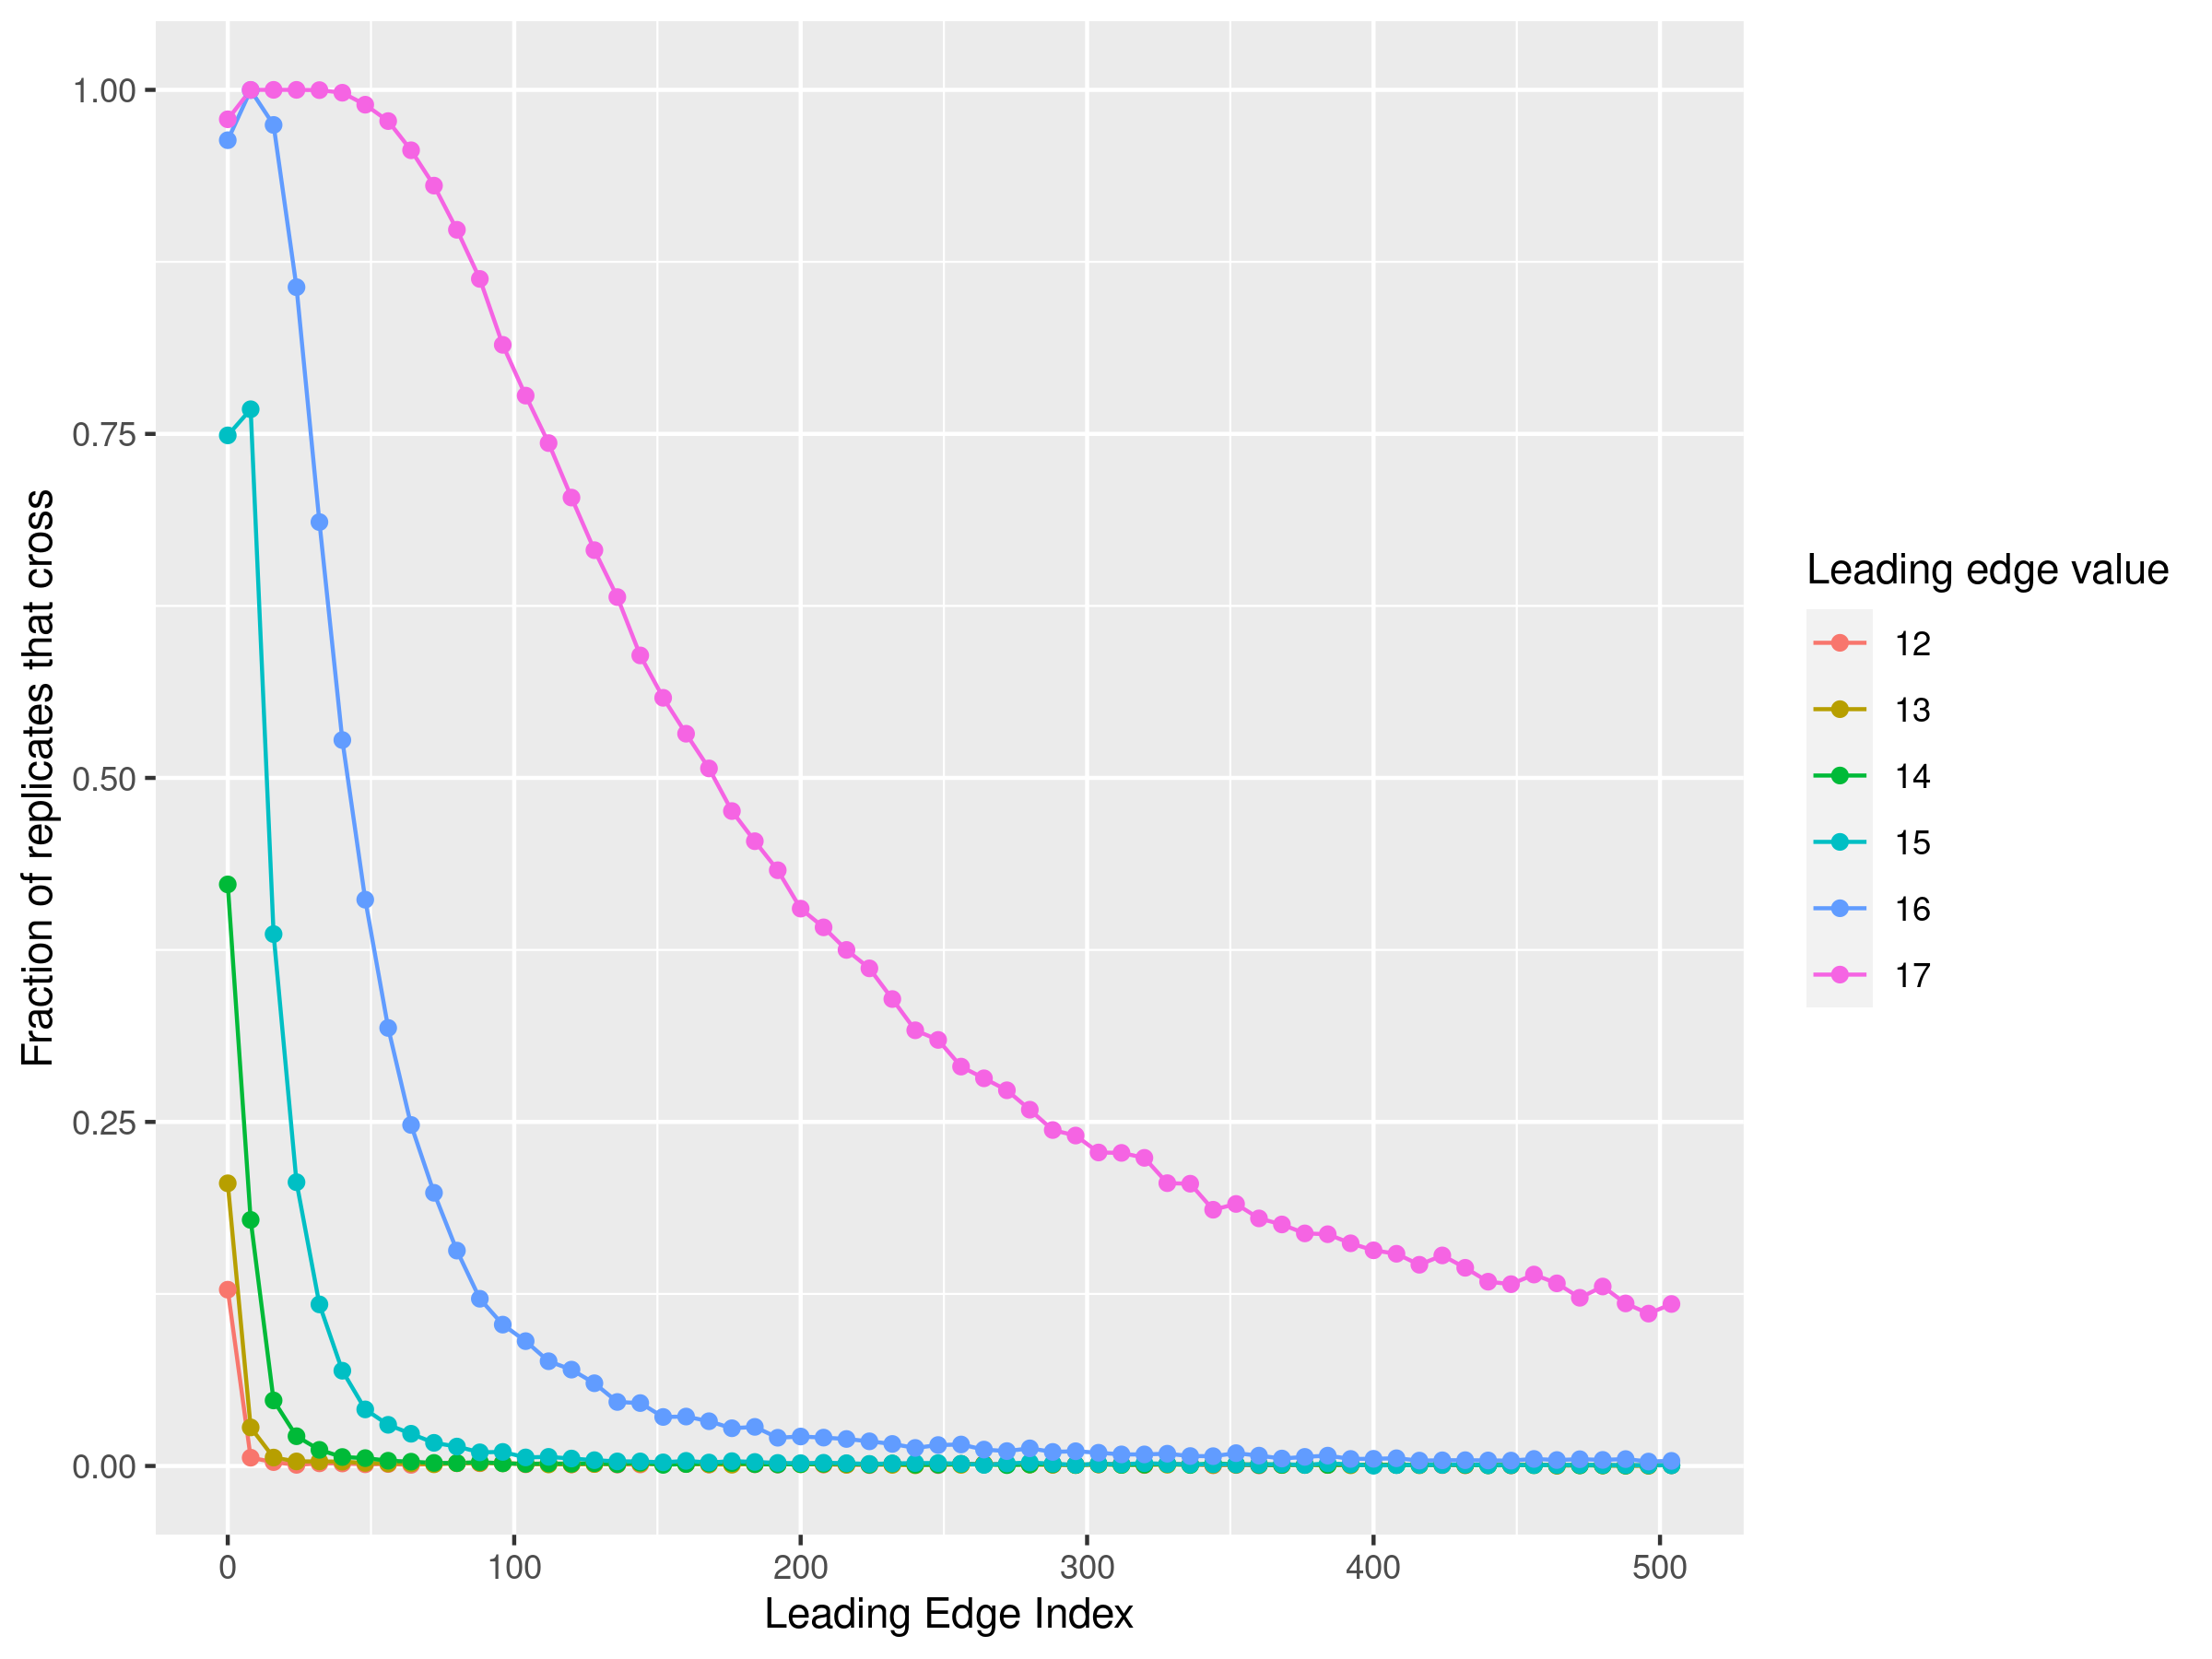 Fraction of replicates that cross
1.00
0.75
0.50
0.25
0.00
0 100 200 300 400 500
Leading Edge Index
Leading edge value
12
13
14
15
16
17